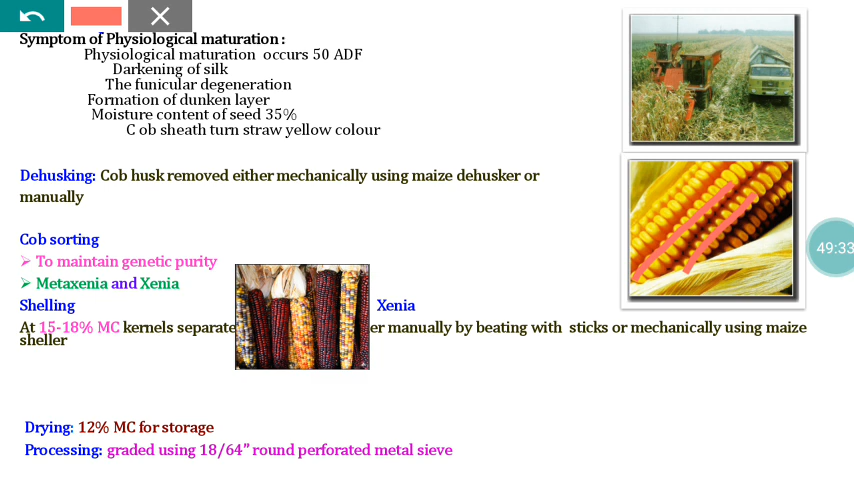 Symptom of Physiological maturation :
Physiological maturation occurs 50 ADF
Darkening of silk
The funicular degeneration
Formation of dunken layer
Moisture content of seed 35%
C ob sheath turn straw yellow colour
Dehusking: Cob husk removed either mechanically using maize dehusker or
manually
Cob sorting
➢ To maintain genetic purity
➢ Metaxenia and Xenia
Shelling
Xenia
At 15-18% MC kernels separate er manually by beating with sticks or mechanically using maize
sheller
Drying: 12% MC for storage
Processing: graded using 18/64” round perforated metal sieve
49:33